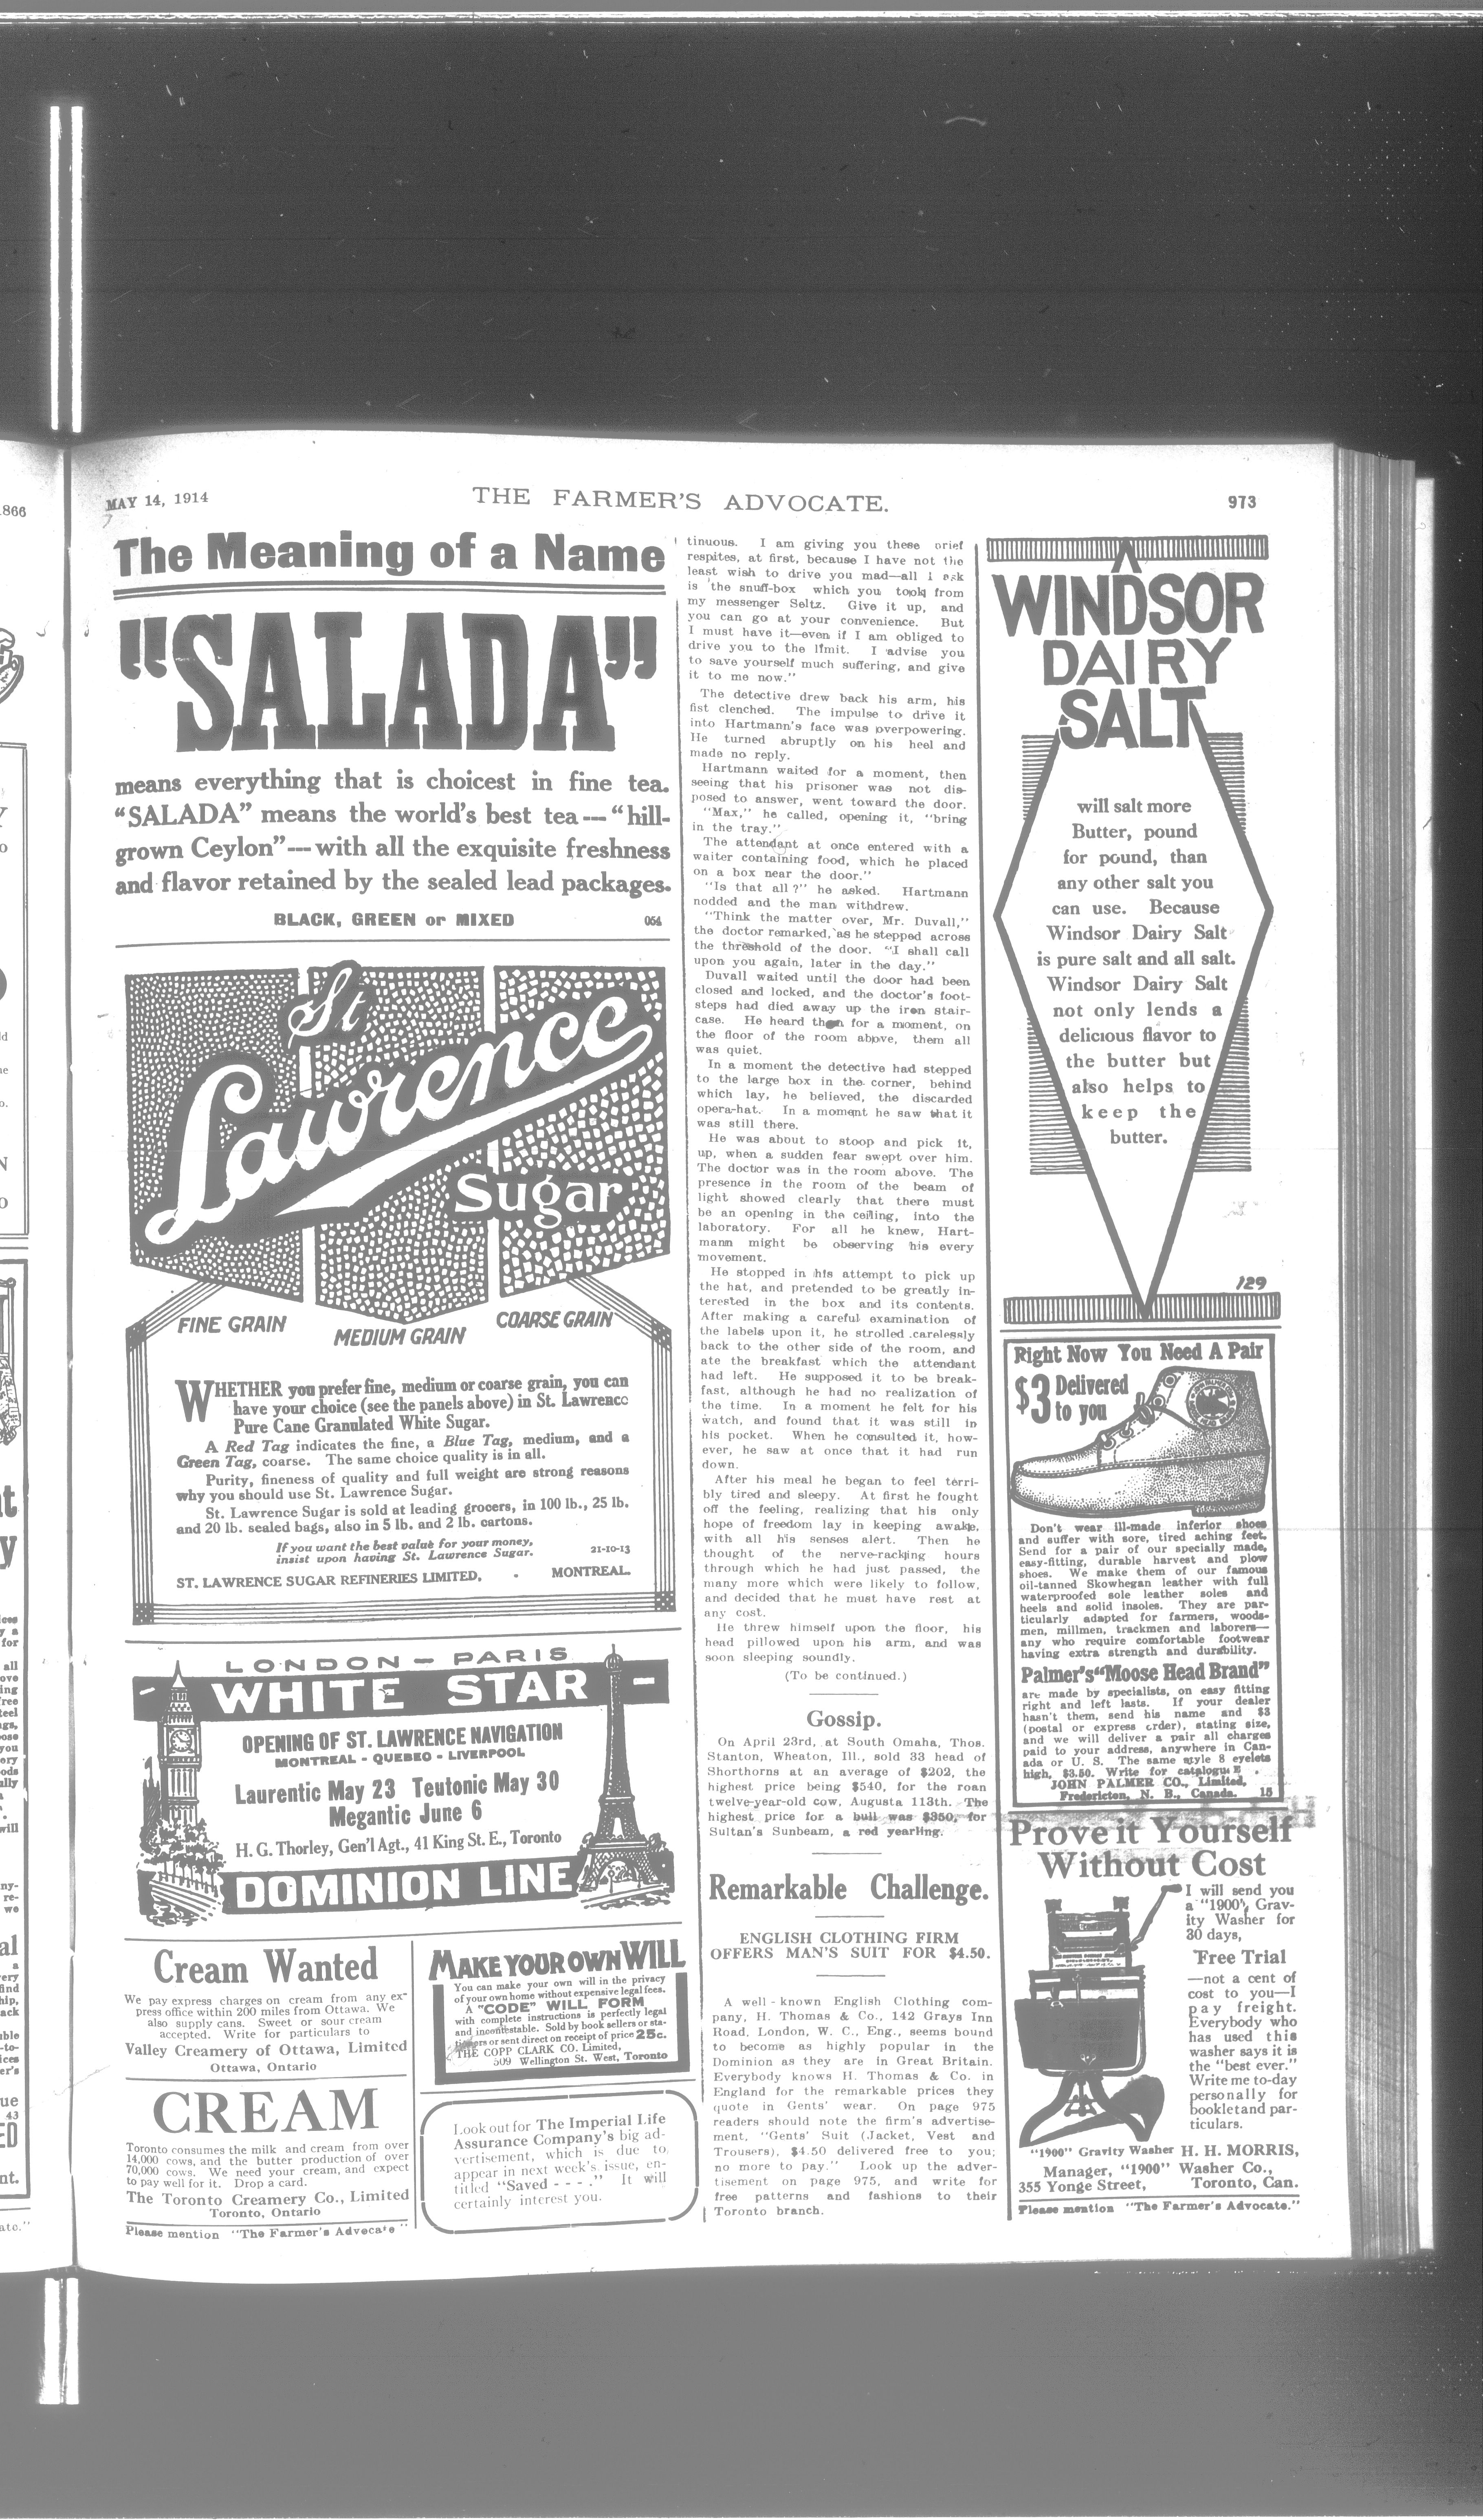 MAY 14, 1914
THE FARMER'S ADVOCATE.
973
The Meaning of a Name
"SALADA"
means everything that is choicest in fine tea.
"SALADA" means the world's best tea — "hill-
grown Ceylon" — with all the exquisite freshness
and flavor retained by the sealed lead packages.
BLACK, GREEN or MIXED
054
St
Lawrence
Sugar
FINE GRAIN
MEDIUM GRAIN
COARSE GRAIN
WHETHER you prefer fine, medium or coarse grain, you can
have your choice (see the panels above) in St. Lawrence
Pure Cane Granulated White Sugar.
A Red Tag indicates the fine, a Blue Tag, medium, and a
Green Tag, coarse. The same choice quality is in all.
Purity, fineness of quality and full weight are strong reasons
why you should use St. Lawrence Sugar.
St. Lawrence Sugar is sold at leading grocers, in 100 lb., 25 lb.
and 20 lb. sealed bags, also in 5 lb. and 2 lb. cartons.
If you want the best value for your money,
insist upon having St. Lawrence Sugar.
21-10-13
ST. LAWRENCE SUGAR REFINERIES LIMITED, - MONTREAL.
LONDON - PARIS
WHITE STAR
OPENING OF ST. LAWRENCE NAVIGATION
MONTREAL - QUEBEC - LIVERPOOL
Laurentic May 23 Teutonic May 30
Megantic June 6
H. G. Thorley, Gen'l Agt., 41 King St. E., Toronto
DOMINION LINE
Cream Wanted
We pay express charges on cream from any ex-
press office within 200 miles from Ottawa. We
also supply cans. Sweet or sour cream
accepted. Write for particulars to
Valley Creamery of Ottawa, Limited
Ottawa, Ontario
CREAM
Toronto consumes the milk and cream from over
14,000 cows, and the butter production of over
70,000 cows. We need your cream, and expect
to pay well for it. Drop a card.
The Toronto Creamery Co., Limited
Toronto, Ontario
Please mention "The Farmer's Advocate"
MAKE YOUR OWN WILL
You can make your own will in the privacy
of your own home without expensive legal fees.
A "CODE" WILL FORM
with complete instructions is perfectly legal
and incontestable. Sold by book sellers or sta-
tioners or sent direct on receipt of price 25c.
THE COPP CLARK CO. Limited,
509 Wellington St. West, Toronto
Look out for The Imperial Life
Assurance Company's big ad-
vertisement, which is due to
appear in next week's issue, en-
titled "Saved - - - ." It will
certainly interest you.
tinuous. I am giving you these brief
respites, at first, because I have not the
least wish to drive you mad—all I ask
is the snuff-box which you took from
my messenger Seltz. Give it up, and
you can go at your convenience. But
I must have it—even if I am obliged to
drive you to the limit. I advise you
to save yourself much suffering, and give
it to me now."
The detective drew back his arm, his
fist clenched. The impulse to drive it
into Hartmann's face was overpowering.
He turned abruptly on his heel and
made no reply.
Hartmann waited for a moment, then
seeing that his prisoner was not dis-
posed to answer, went toward the door.
"Max," he called, opening it, "bring
in the tray."
The attendant at once entered with a
waiter containing food, which he placed
on a box near the door."
"Is that all?" he asked. Hartmann
nodded and the man withdrew.
"Think the matter over, Mr. Duvall,"
the doctor remarked, as he stepped across
the threshold of the door. "I shall call
upon you again, later in the day."
Duvall waited until the door had been
closed and locked, and the doctor's foot-
steps had died away up the iron stair-
case. He heard then for a moment, on
the floor of the room above, them all
was quiet.
In a moment the detective had stepped
to the large box in the corner, behind
which lay, he believed, the discarded
opera-hat. In a moment he saw that it
was still there.
He was about to stoop and pick it,
up, when a sudden fear swept over him.
The doctor was in the room above. The
presence in the room of the beam of
light showed clearly that there must
be an opening in the ceiling, into the
laboratory. For all he knew, Hart-
mann might be observing his every
movement.
He stopped in his attempt to pick up
the hat, and pretended to be greatly in-
terested in the box and its contents.
After making a careful examination of
the labels upon it, he strolled carelessly
back to the other side of the room, and
ate the breakfast which the attendant
had left. He supposed it to be break-
fast, although he had no realization of
the time. In a moment he felt for his
watch, and found that it was still in
his pocket. When he consulted it, how-
ever, he saw at once that it had run
down.
After his meal he began to feel terri-
bly tired and sleepy. At first he fought
off the feeling, realizing that his only
hope of freedom lay in keeping awake,
with all his senses alert. Then he
thought of the nerve-racking hours
through which he had just passed, the
many more which were likely to follow,
and decided that he must have rest at
any cost.
He threw himself upon the floor, his
head pillowed upon his arm, and was
soon sleeping soundly.
(To be continued.)
Gossip.
On April 23rd, at South Omaha, Thos.
Stanton, Wheaton, Ill., sold 33 head of
Shorthorns at an average of $202, the
highest price being $540, for the roan
twelve-year-old cow, Augusta 113th. The
highest price for a bull was $350, for
Sultan's Sunbeam, a red yearling.
Remarkable Challenge.
ENGLISH CLOTHING FIRM
OFFERS MAN'S SUIT FOR $4.50.
A well-known English Clothing com-
pany, H. Thomas & Co., 142 Grays Inn
Road, London, W. C., Eng., seems bound
to become as highly popular in the
Dominion as they are in Great Britain.
Everybody knows H. Thomas & Co. in
England for the remarkable prices they
quote in Gents' wear. On page 975
readers should note the firm's advertise-
ment, "Gents' Suit (Jacket, Vest and
Trousers), $4.50 delivered free to you;
no more to pay." Look up the adver-
tisement on page 975, and write for
free patterns and fashions to their
Toronto branch.
WINDSOR
DAIRY
SALT
will salt more
Butter, pound
for pound, than
any other salt you
can use. Because
Windsor Dairy Salt
is pure salt and all salt.
Windsor Dairy Salt
not only lends a
delicious flavor to
the butter but
also helps to
keep the
butter.
129
Right Now You Need A Pair
$3 Delivered
to you
Don't wear ill-made inferior shoes
and suffer with sore, tired aching feet.
Send for a pair of our specially made,
easy-fitting, durable harvest and plow
shoes. We make them of our famous
oil-tanned Skowhegan leather with full
waterproofed sole leather soles and
heels and solid insoles. They are par-
ticularly adapted for farmers, woods-
men, millmen, trackmen and laborers—
any who require comfortable footwear
having extra strength and durability.
Palmer's "Moose Head Brand"
are made by specialists, on easy fitting
right and left lasts. If your dealer
hasn't them, send his name and $3
(postal or express order), stating size,
and we will deliver a pair all charges
paid to your address, anywhere in Can-
ada or U. S. The same style 8 eyelets
high, $3.50. Write for catalogue E .
JOHN PALMER CO., Limited,
Fredericton, N. B., Canada. 15
Prove it Yourself
Without Cost
I will send you
a "1900" Grav-
ity Washer for
30 days,
Free Trial
—not a cent of
cost to you—I
pay freight.
Everybody who
has used this
washer says it is
the "best ever."
Write me to-day
personally for
booklet and par-
ticulars.
"1900" Gravity Washer H. H. MORRIS,
Manager, "1900" Washer Co.,
355 Yonge Street, Toronto, Can.
Please mention "The Farmer's Advocate."